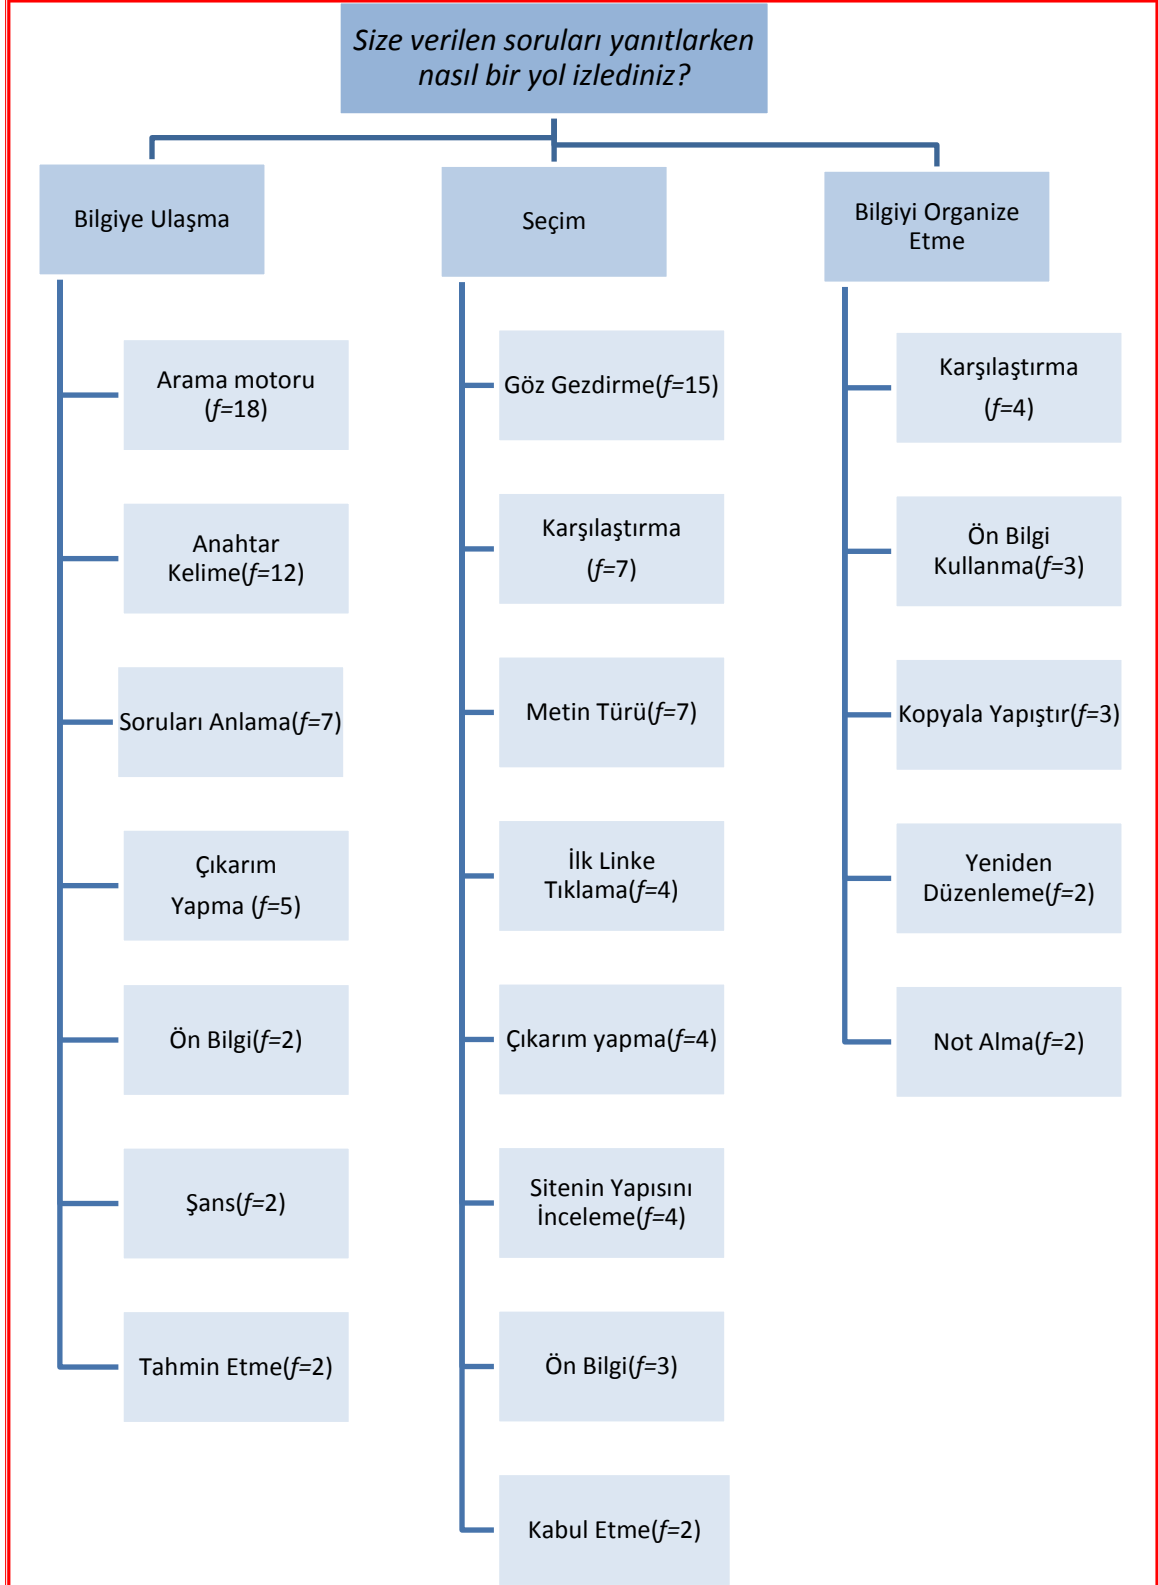 Size verilen soruları yanıtlarken
nasıl bir yol izlediniz?
Bilgiye Ulaşma
Arama motoru
(f=18)
Anahtar
Kelime(f=12)
Soruları Anlama(f=7)
Çıkarım
Yapma (f=5)
Ön Bilgi(f=2)
Şans(f=2)
Tahmin Etme(f=2)
Seçim
Göz Gezdirme(f=15)
Karşılaştırma
(f=7)
Metin Türü(f=7)
İlk Linke
Tıklama(f=4)
Çıkarım yapma(f=4)
Sitenin Yapısını
İnceleme(f=4)
Ön Bilgi(f=3)
Kabul Etme(f=2)
Bilgiyi Organize
Etme
Karşılaştırma
(f=4)
Ön Bilgi
Kullanma(f=3)
Kopyala Yapıştır(f=3)
Yeniden
Düzenleme(f=2)
Not Alma(f=2)